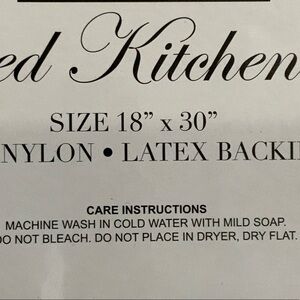 ed Kitchen
SIZE 18” x 30”
NYLON • LATEX BACKI
CARE INSTRUCTIONS
MACHINE WASH IN COLD WATER WITH MILD SOAP.
DO NOT BLEACH. DO NOT PLACE IN DRYER, DRY FLAT.